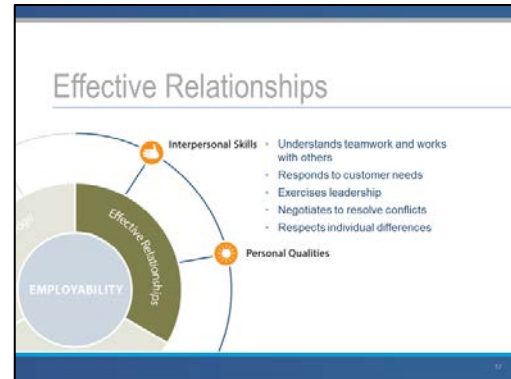 Effective Relationships
Interpersonal Skills
• Understands teamwork and works
with others
• Responds to customer needs
• Exercises leadership
• Negotiates to resolve conflicts
• Respects individual differences
Effective Relationships
Personal Qualities
EMPLOYABILITY
17